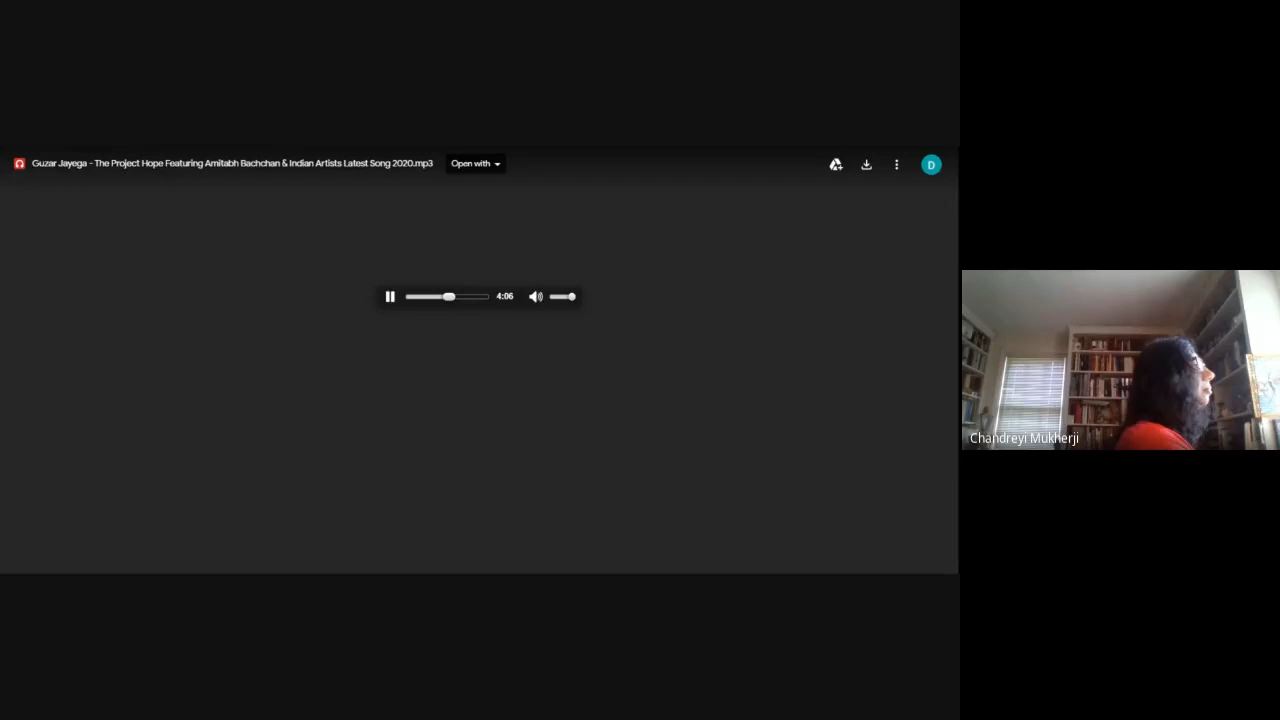 Guzar Jayega - The Project Hope Featuring Amitabh Bachchan & Indian Artists Latest Song 2020.mp3
Open with
D
4:06
Chandreyi Mukherji